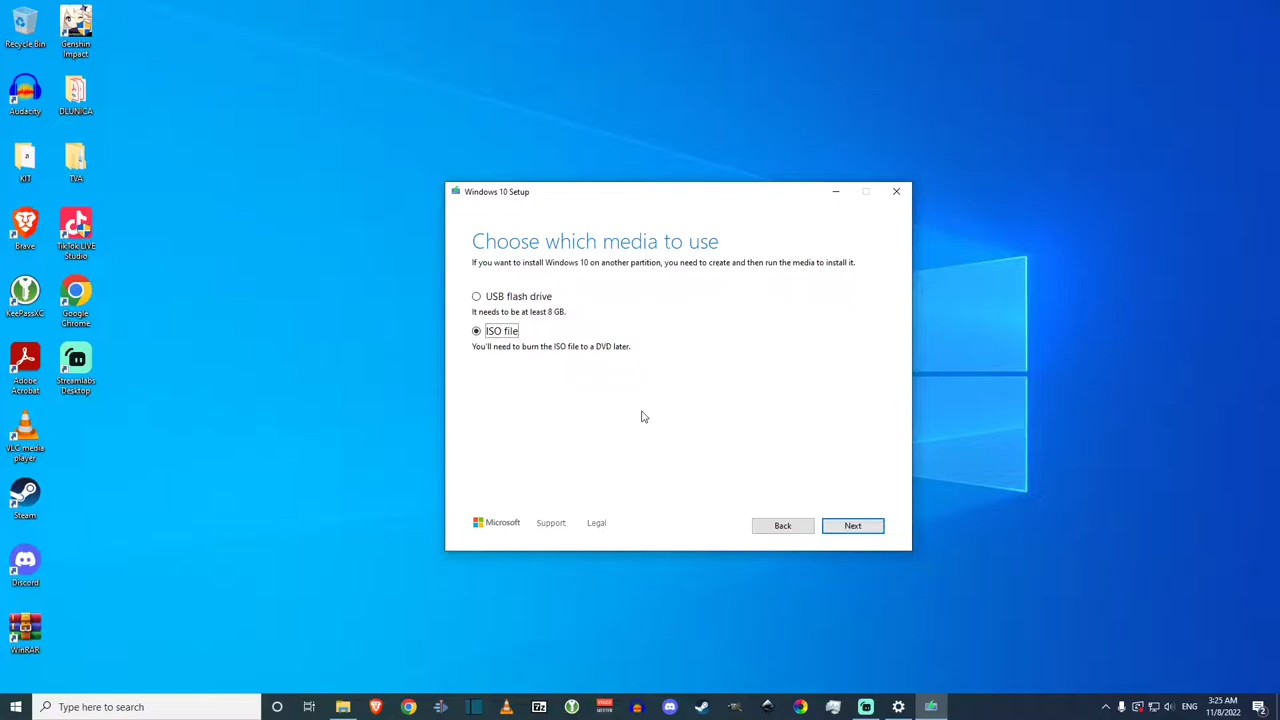 Recycle Bin
Genshin
Impact
Audacity
DLUNICA
KIT
TVA
Brave
TikTok LIVE
Studio
KeePassXC
Google
Chrome
Adobe
Acrobat
Streamlabs
Desktop
VLC media
player
Steam
Discord
WinRAR
Windows 10 Setup
Choose which media to use
If you want to install Windows 10 on another partition, you need to create and then run the media to install it.
USB flash drive
It needs to be at least 8 GB.
ISO file
You'll need to burn the ISO file to a DVD later.
Microsoft
Support
Legal
Back
Next
Type here to search
3:25 AM
11/8/2022
2